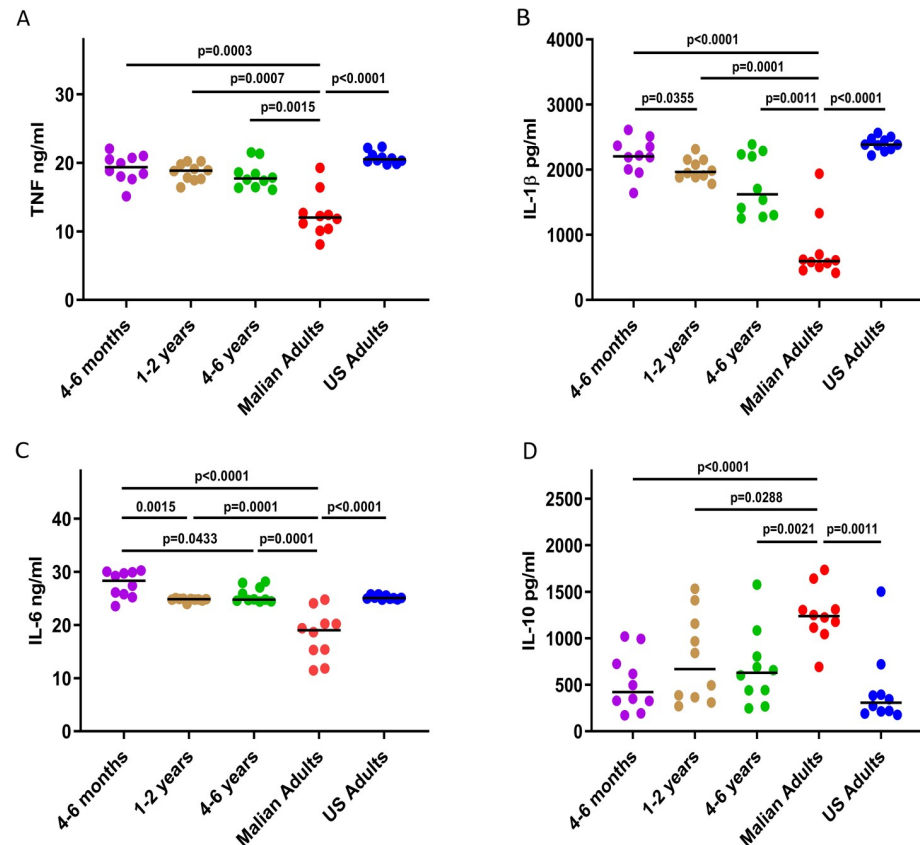 A
p=0.0003
p=0.0007
p<0.0001
p=0.0015
TNF ng/ml
30
20
10
0
4-6 months
1-2 years
4-6 years
Malian Adults
US Adults
B
p<0.0001
p=0.0001
p=0.0355
p=0.0011
p<0.0001
IL-1β pg/ml
4000
3000
2000
1000
0
4-6 months
1-2 years
4-6 years
Malian Adults
US Adults
C
p<0.0001
0.0015
p=0.0001
p<0.0001
p=0.0433
p=0.0001
IL-6 ng/ml
40
30
20
10
0
4-6 months
1-2 years
4-6 years
Malian Adults
US Adults
D
p<0.0001
p=0.0288
p=0.0021
p=0.0011
IL-10 pg/ml
2500
2000
1500
1000
500
0
4-6 months
1-2 years
4-6 years
Malian Adults
US Adults